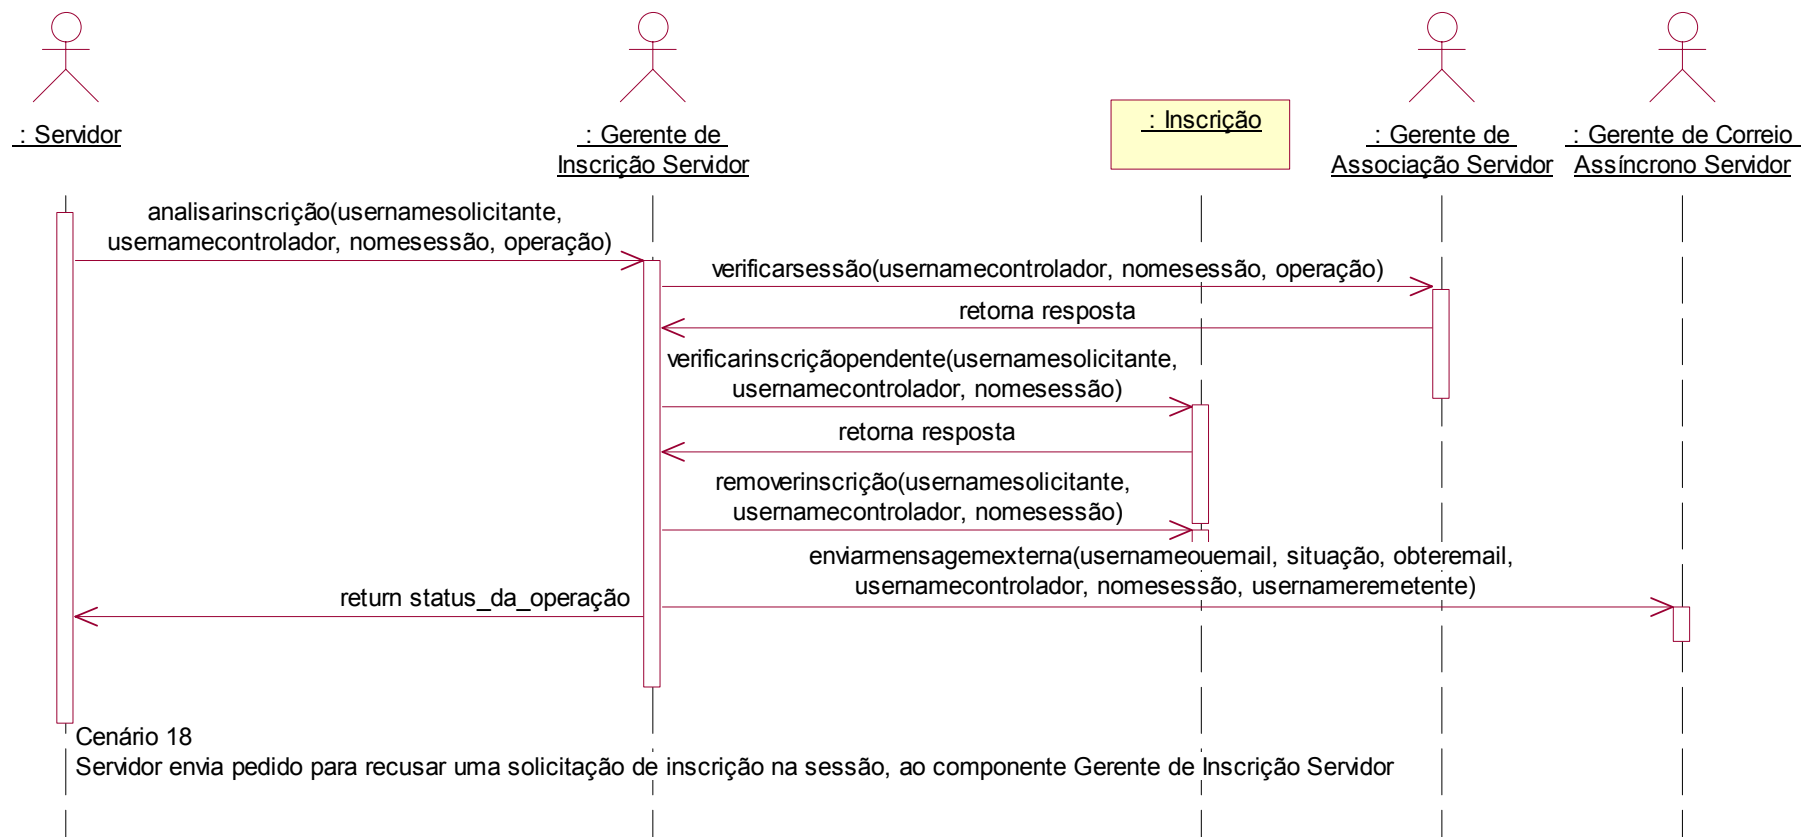 : Servidor
: Gerente de
Inscrição Servidor
: Inscrição
: Gerente de
Associação Servidor
: Gerente de Correio
Assíncrono Servidor
analisarinscrição(usernamesolicitante,
usernamecontrolador, nomesessão, operação)
verificarsessão(usernamecontrolador, nomesessão, operação)
retorna resposta
verificarinscriçãopendente(usernamesolicitante,
usernamecontrolador, nomesessão)
retorna resposta
removerinscrição(usernamesolicitante,
usernamecontrolador, nomesessão)
enviarmensagemexterna(usernameouemail, situação, obteremail,
usernamecontrolador, nomesessão, usernameremetente)
return status_da_operação
Cenário 18
Servidor envia pedido para recusar uma solicitação de inscrição na sessão, ao componente Gerente de Inscrição Servidor